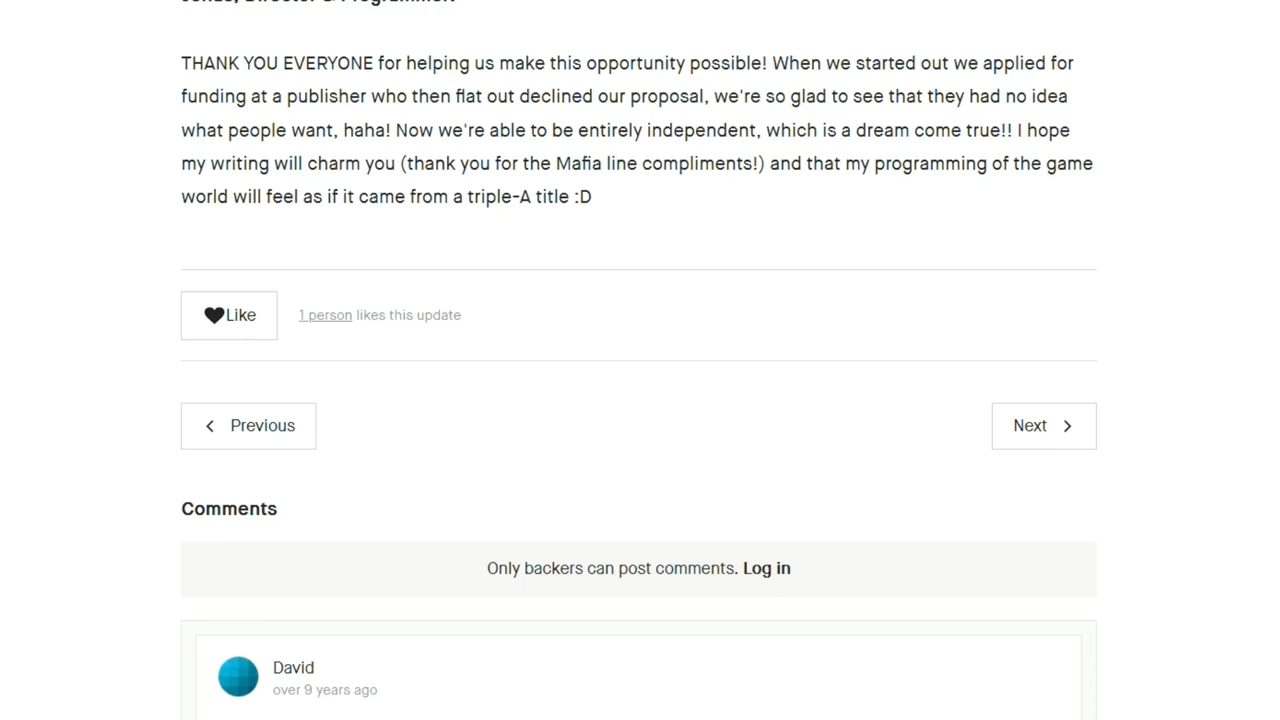 THANK YOU EVERYONE for helping us make this opportunity possible! When we started out we applied for
funding at a publisher who then flat out declined our proposal, we're so glad to see that they had no idea
what people want, haha! Now we're able to be entirely independent, which is a dream come true!! I hope
my writing will charm you (thank you for the Mafia line compliments!) and that my programming of the game
world will feel as if it came from a triple-A title :D
Like
1 person likes this update
Previous
Next
Comments
Only backers can post comments. Log in
David
over 9 years ago